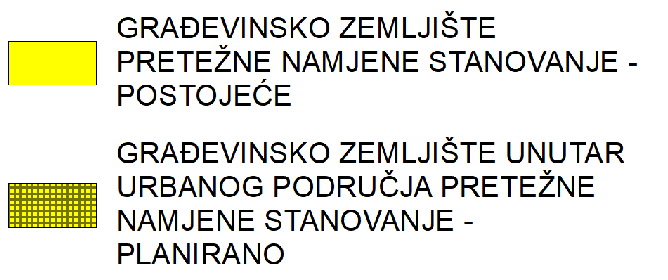 GRAĐEVINSKO ZEMLJIŠTE
PRETEŽNE NAMJENE STANOVANJE -
POSTOJEĆE
GRAĐEVINSKO ZEMLJIŠTE UNUTAR
URBANOG PODRUČJA PRETEŽNE
NAMJENE STANOVANJE -
PLANIRANO